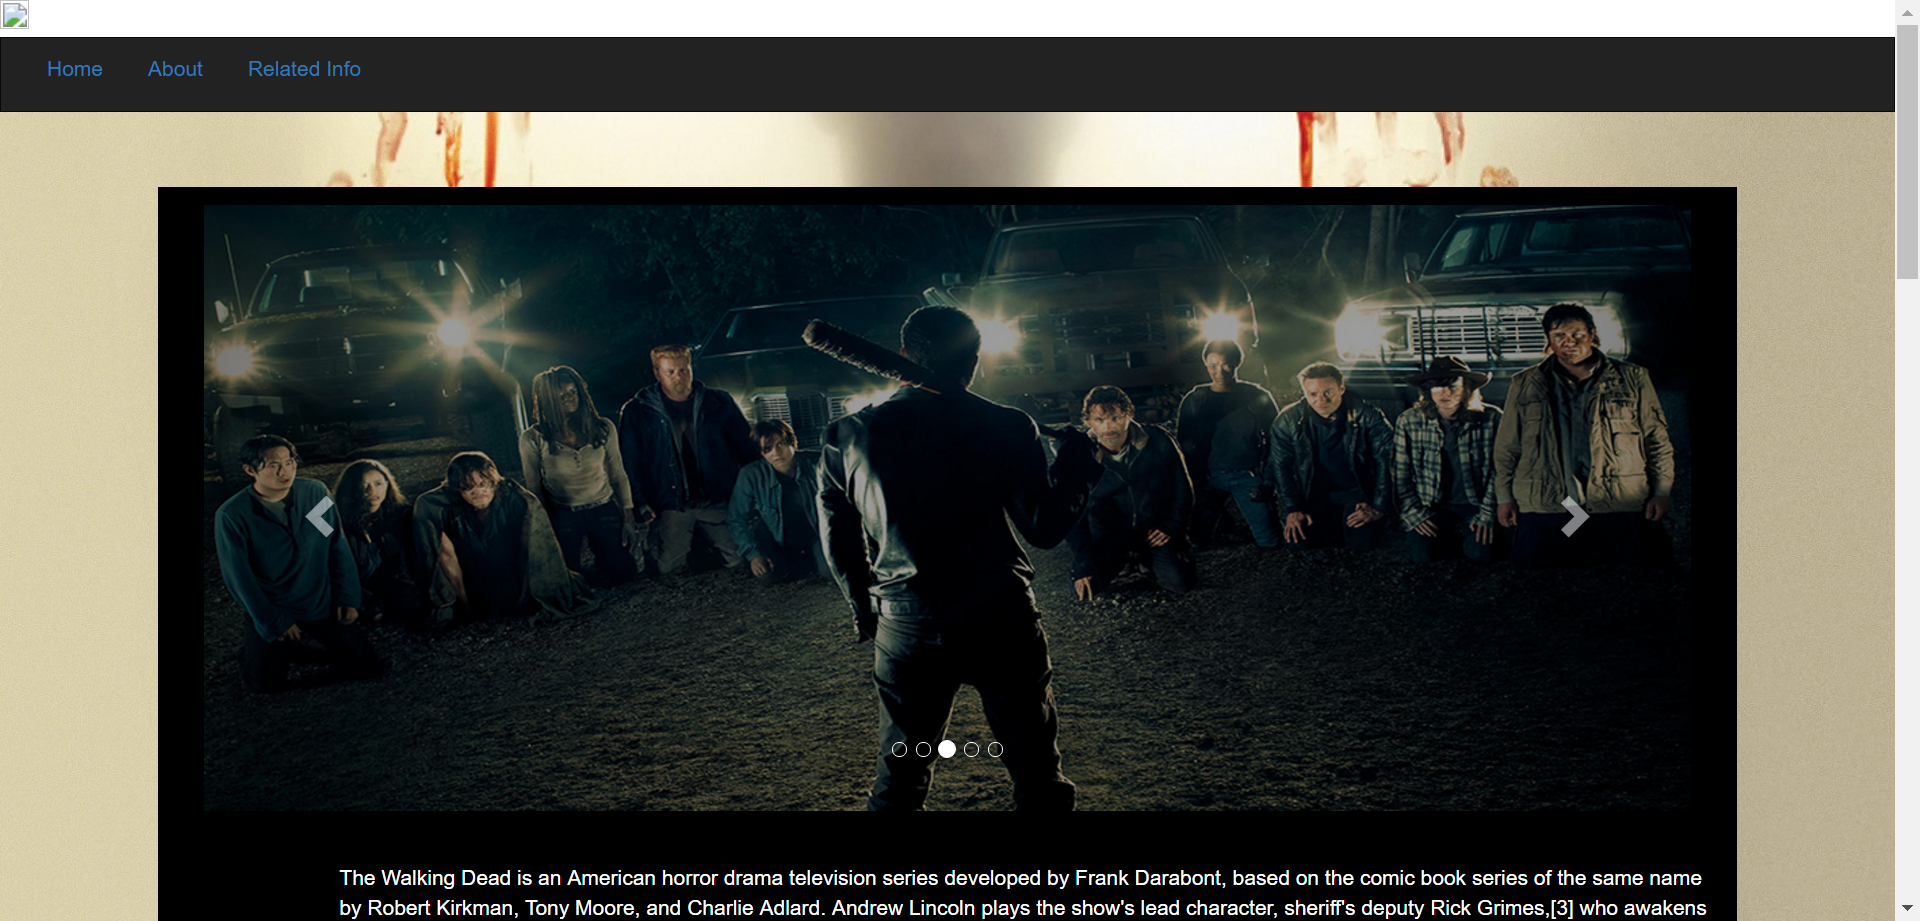 Home About Related Info
The Walking Dead is an American horror drama television series developed by Frank Darabont, based on the comic book series of the same name
by Robert Kirkman, Tony Moore, and Charlie Adlard. Andrew Lincoln plays the show's lead character, sheriff's deputy Rick Grimes,[3] who awakens